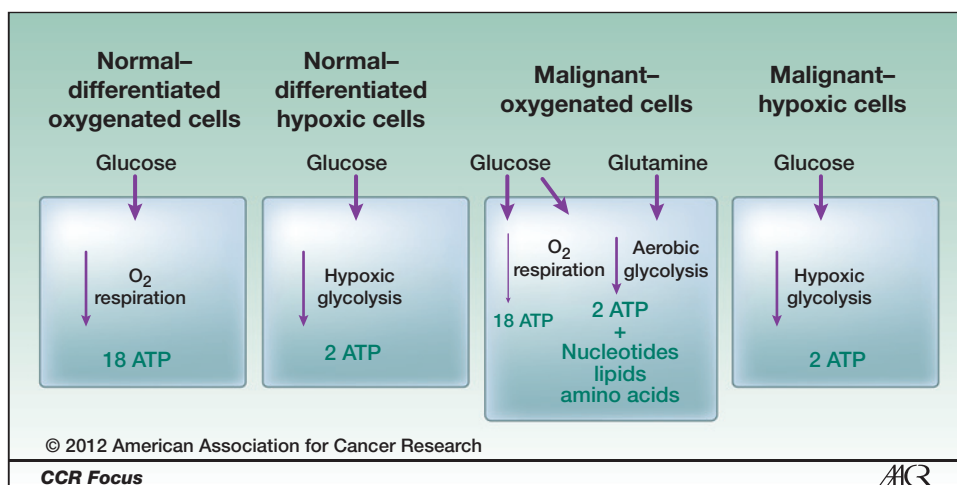 Normal–
differentiated
oxygenated cells
Glucose
O2
respiration
18 ATP
Normal–
differentiated
hypoxic cells
Glucose
Hypoxic
glycolysis
2 ATP
Malignant–
oxygenated cells
Glucose
Glutamine
O2
respiration
18 ATP
Aerobic
glycolysis
2 ATP
+
Nucleotides
lipids
amino acids
Malignant–
hypoxic cells
Glucose
Hypoxic
glycolysis
2 ATP
© 2012 American Association for Cancer Research
CCR Focus
AACR